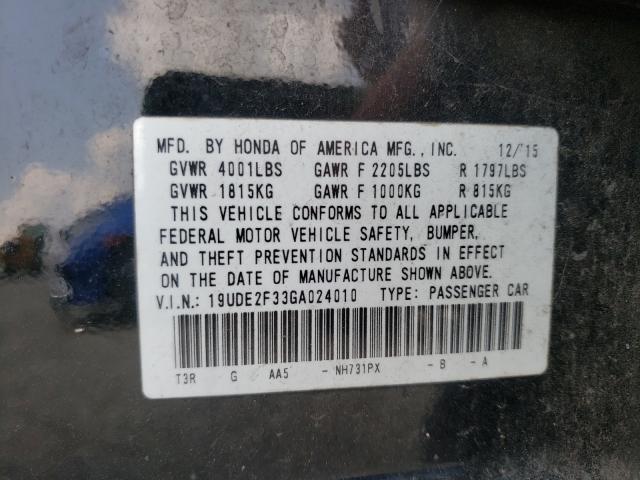 MFD. BY HONDA OF AMERICA MFG., INC. 12/'15
GVWR 4001LBS GAWR F 2205LBS R 1797LBS
GVWR 1815KG GAWR F 1000KG R 815KG
THIS VEHICLE CONFORMS TO ALL APPLICABLE
FEDERAL MOTOR VEHICLE SAFETY, BUMPER,
AND THEFT PREVENTION STANDARDS IN EFFECT
ON THE DATE OF MANUFACTURE SHOWN ABOVE.
V.I.N.: 19UDE2F33GA024010 TYPE: PASSENGER CAR
T3R G AA5 - NH731PX - B - A